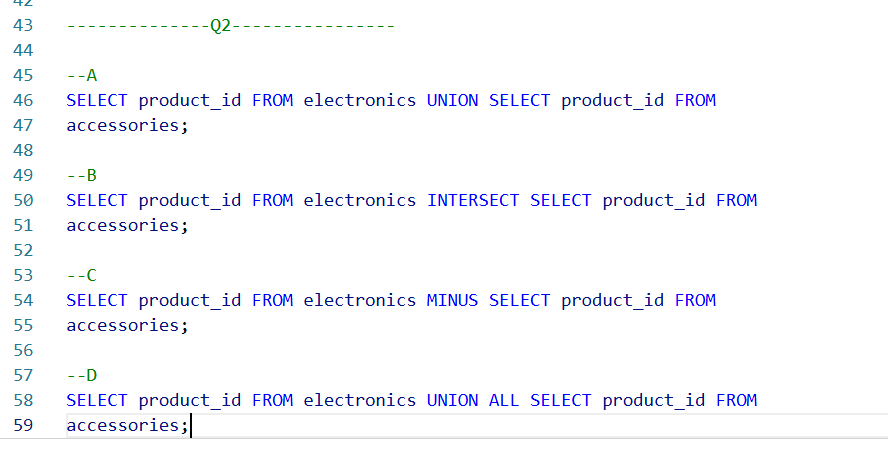 42
43 --------------Q2----------------
44
45 --A
46 SELECT product_id FROM electronics UNION SELECT product_id FROM
47 accessories;
48
49 --B
50 SELECT product_id FROM electronics INTERSECT SELECT product_id FROM
51 accessories;
52
53 --C
54 SELECT product_id FROM electronics MINUS SELECT product_id FROM
55 accessories;
56
57 --D
58 SELECT product_id FROM electronics UNION ALL SELECT product_id FROM
59 accessories;